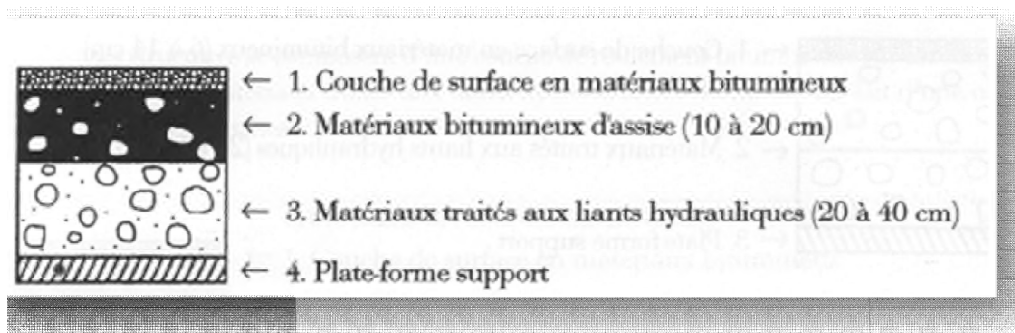 ← 1. Couche de surface en matériaux bitumineux
← 2. Matériaux bitumineux d'assise (10 à 20 cm)
← 3. Matériaux traités aux liants hydrauliques (20 à 40 cm)
← 4. Plate-forme support